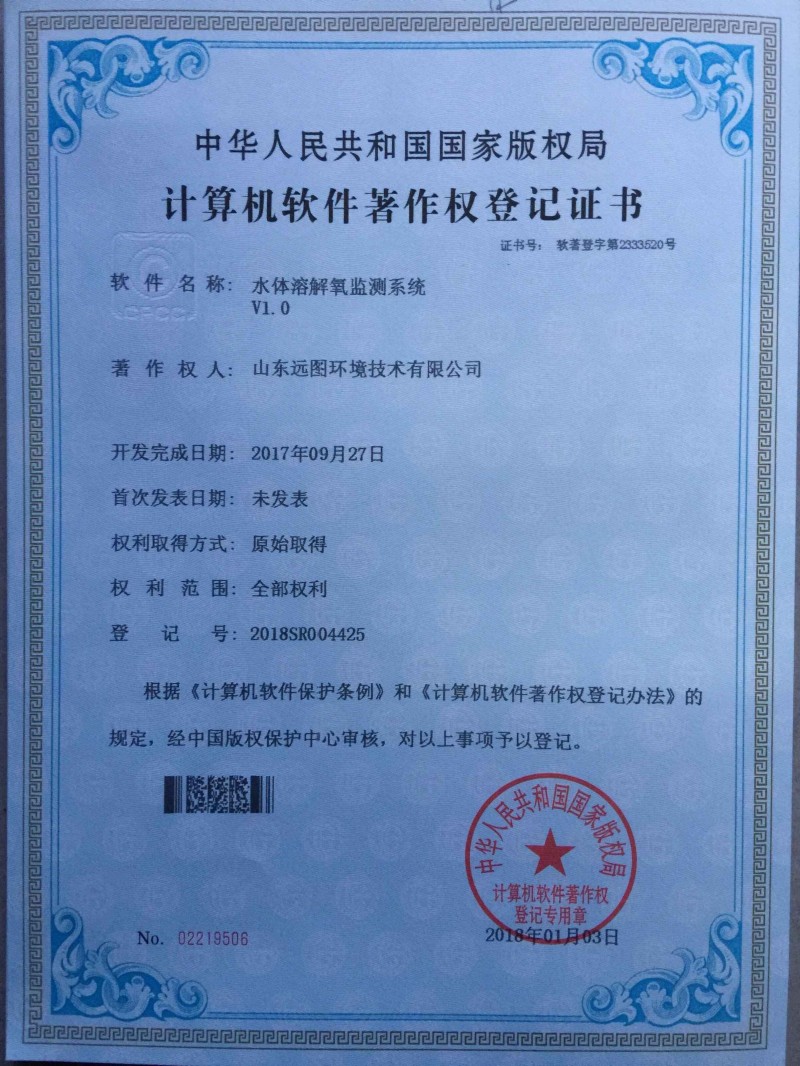 中华人民共和国国家版权局
计算机软件著作权登记证书
证书号： 软著登字第2333520号
软件名称： 水体溶解氧监测系统
V1.0
著作权人： 山东远图环境技术有限公司
开发完成日期： 2017年09月27日
首次发表日期： 未发表
权利取得方式： 原始取得
权利范围： 全部权利
登记号： 2018SR004425
根据《计算机软件保护条例》和《计算机软件著作权登记办法》的
规定，经中国版权保护中心审核，对以上事项予以登记。
中华人民共和国国家版权局
计算机软件著作权
登记专用章
No. 02219506
2018年01月03日
CPCC